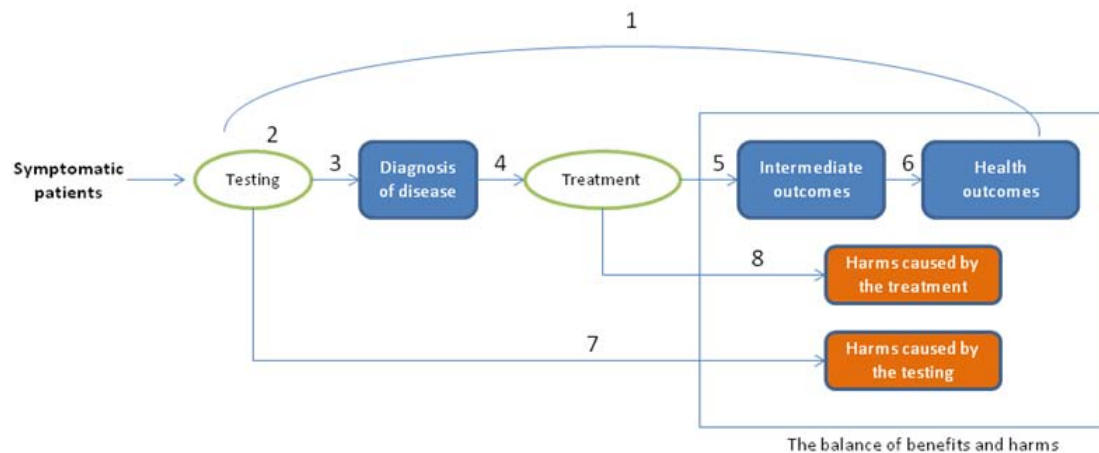 1
2
Symptomatic
patients
Testing
3
Diagnosis
of disease
4
Treatment
5
Intermediate
outcomes
6
Health
outcomes
8
Harms caused by
the treatment
7
Harms caused by
the testing
The balance of benefits and harms